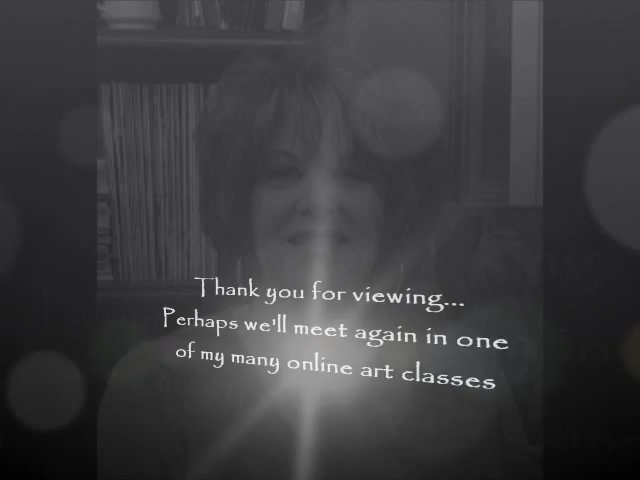 Thank you for viewing...
Perhaps we'll meet again in one
of my many online art classes